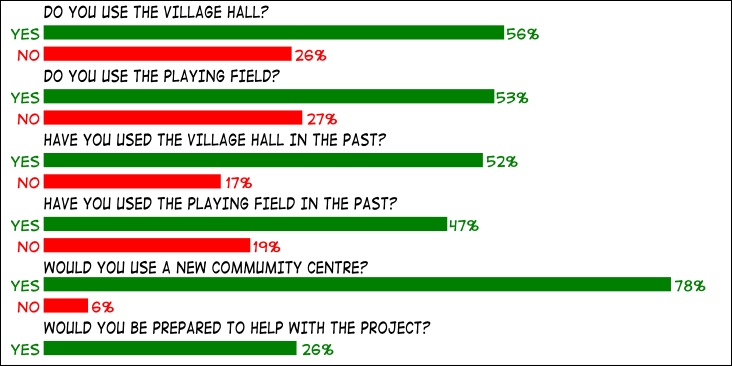 DO YOU USE THE VILLAGE HALL?
YES 56%
NO 26%
DO YOU USE THE PLAYING FIELD?
YES 53%
NO 27%
HAVE YOU USED THE VILLAGE HALL IN THE PAST?
YES 52%
NO 17%
HAVE YOU USED THE PLAYING FIELD IN THE PAST?
YES 47%
NO 19%
WOULD YOU USE A NEW COMMUMITY CENTRE?
YES 78%
NO 6%
WOULD YOU BE PREPARED TO HELP WITH THE PROJECT?
YES 26%